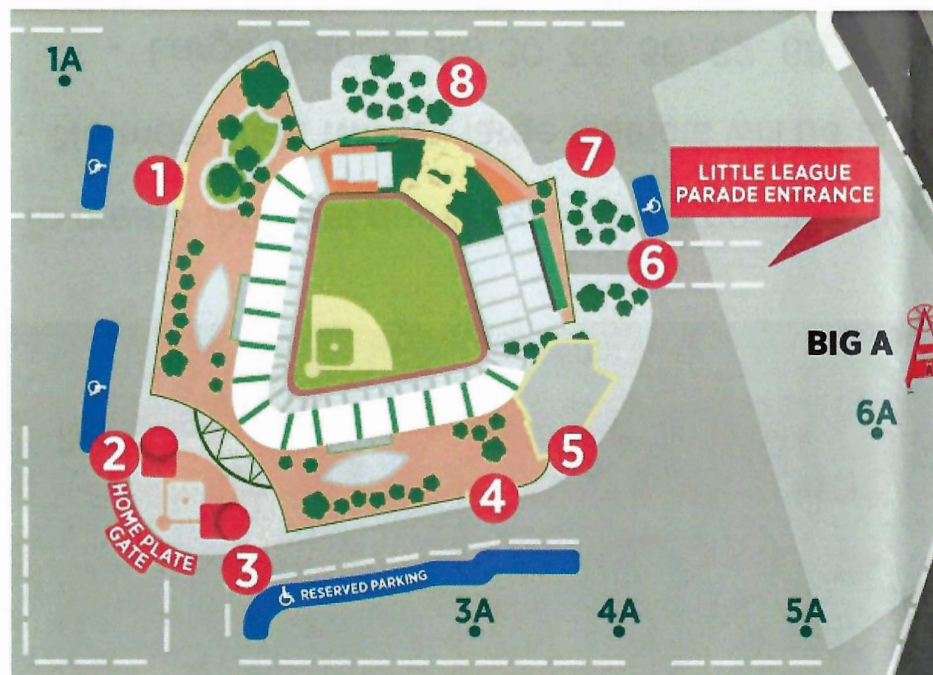 1A
8
1
7
LITTLE LEAGUE
PARADE ENTRANCE
6
BIG A
6A
2
5
HOME PLATE
GATE
4
3
RESERVED PARKING
3A
4A
5A